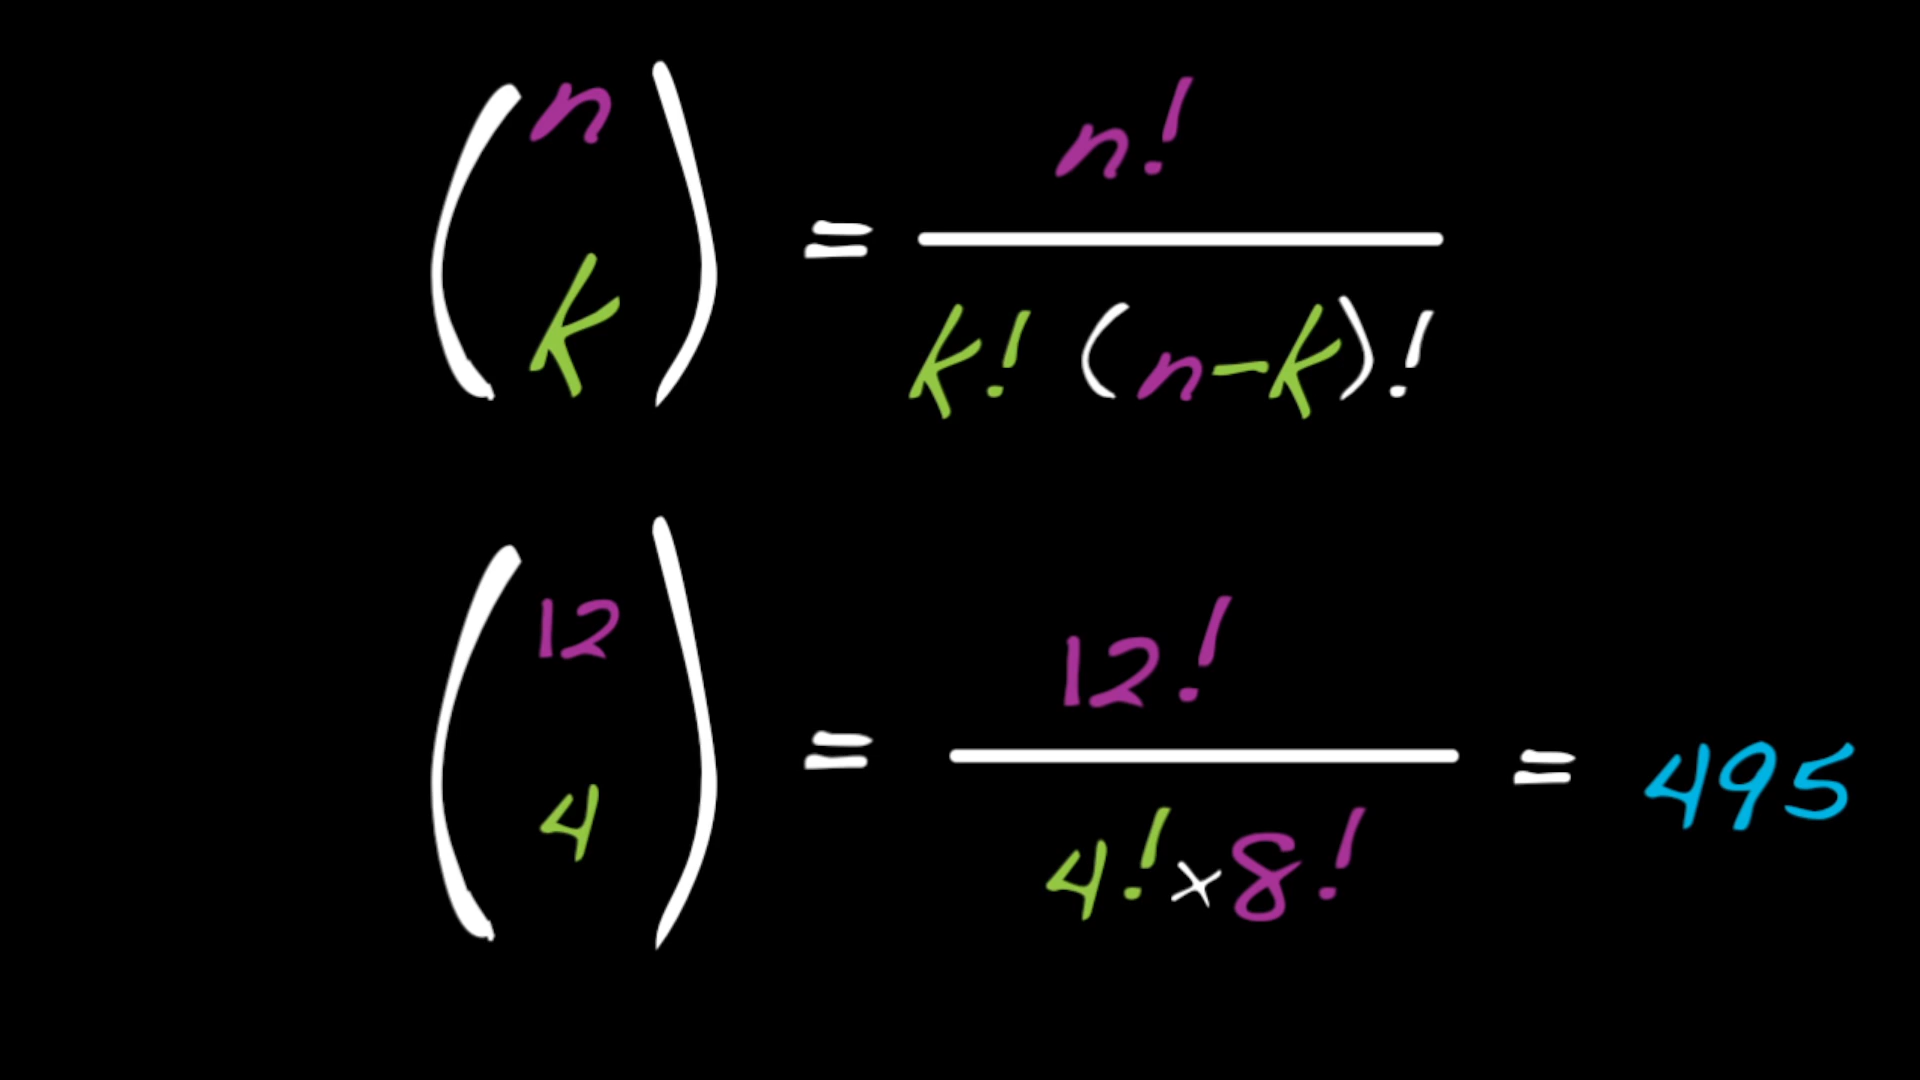 (n k) = n! / k! (n-k)!
(12 4) = 12! / 4!×8! = 495